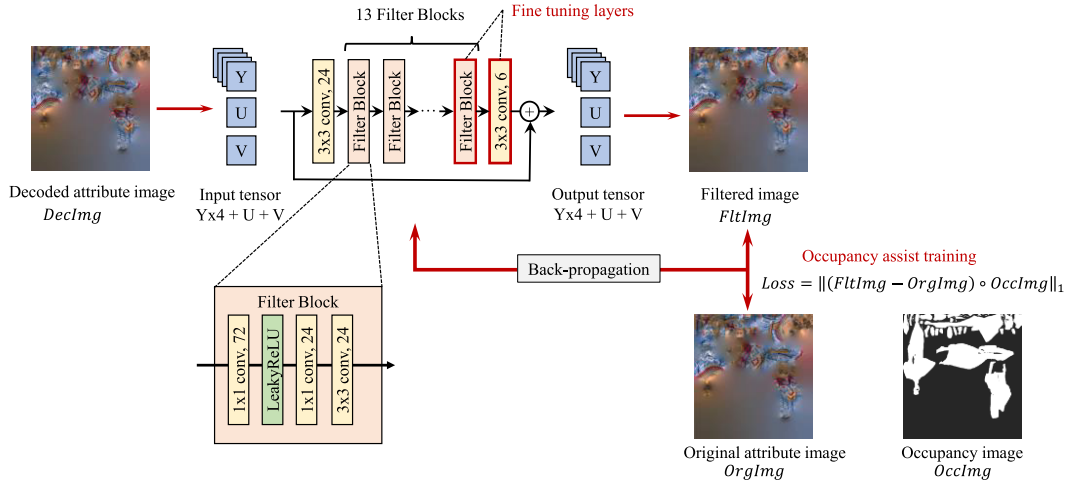 13 Filter Blocks
Fine tuning layers
Y
U
V
3x3 conv, 24
Filter Block
Filter Block
...
Filter Block
3x3 conv, 6
+
Y
U
V
Decoded attribute image
DecImg
Input tensor
Yx4 + U + V
Output tensor
Yx4 + U + V
Filtered image
FltImg
Back-propagation
Occupancy assist training
Loss = ‖(FltImg − OrgImg) ∘ OccImg‖₁
Filter Block
1x1 conv, 72
LeakyReLU
1x1 conv, 24
3x3 conv, 24
Original attribute image
OrgImg
Occupancy image
OccImg